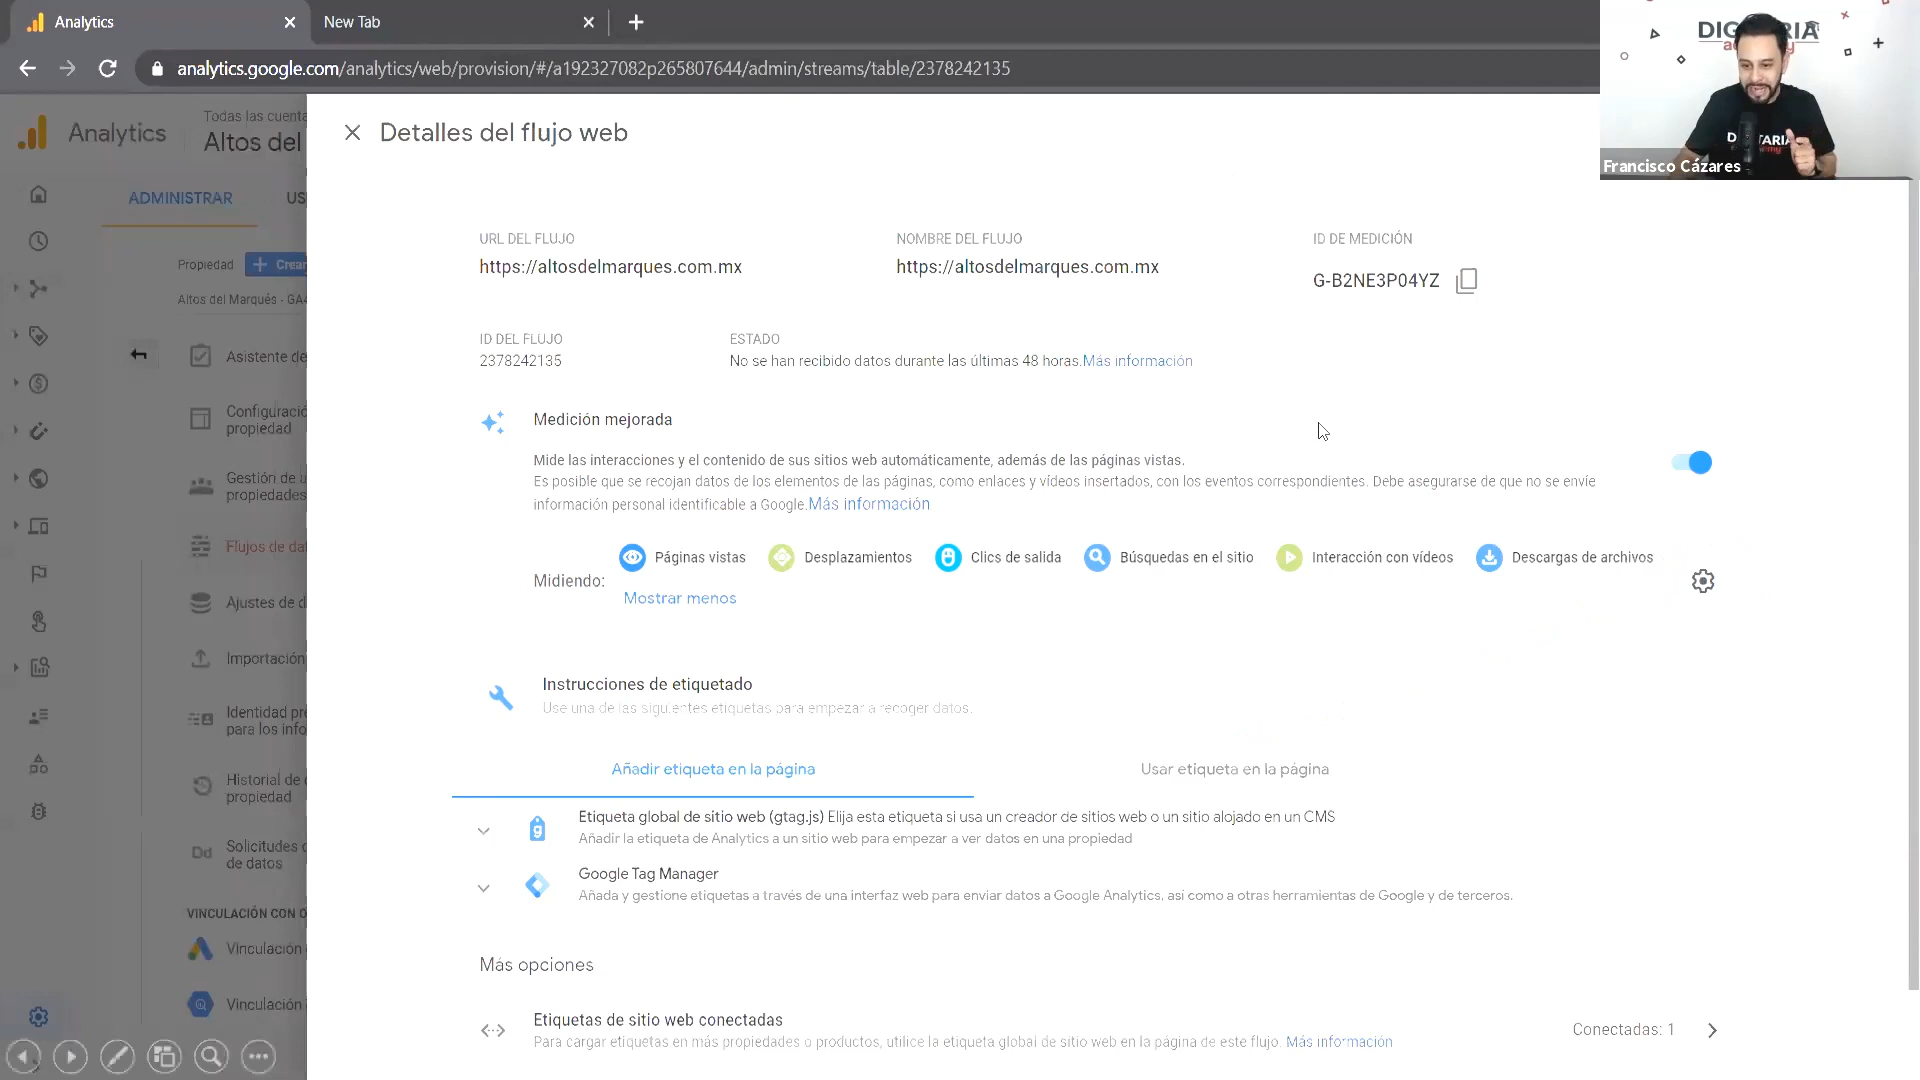 Analytics
New Tab
analytics.google.com/analytics/web/provision/#/a192327082p265807644/admin/streams/table/2378242135
Francisco Cázares
Analytics
Todas las cuenta
Altos del
ADMINISTRAR
US
Propiedad
Crear
Altos del Marqués - GA4
Asistente de
Configuració
propiedad
Gestión de
propiedades
Flujos de da
Ajustes de d
Importación
Identidad pr
para los info
Historial de
propiedad
Dd
Solicitudes
de datos
VINCULACIÓN CON O
Vinculación
Vinculación
Detalles del flujo web
URL DEL FLUJO
https://altosdelmarques.com.mx
NOMBRE DEL FLUJO
https://altosdelmarques.com.mx
ID DE MEDICIÓN
G-B2NE3P04YZ
ID DEL FLUJO
2378242135
ESTADO
No se han recibido datos durante las últimas 48 horas.Más información
Medición mejorada
Mide las interacciones y el contenido de sus sitios web automáticamente, además de las páginas vistas.
Es posible que se recojan datos de los elementos de las páginas, como enlaces y vídeos insertados, con los eventos correspondientes. Debe asegurarse de que no se envíe
información personal identificable a Google.Más información
Midiendo:
Páginas vistas
Desplazamientos
Clics de salida
Búsquedas en el sitio
Interacción con vídeos
Descargas de archivos
Mostrar menos
Instrucciones de etiquetado
Use una de las siguientes etiquetas para empezar a recoger datos.
Añadir etiqueta en la página
Usar etiqueta en la página
Etiqueta global de sitio web (gtag.js) Elija esta etiqueta si usa un creador de sitios web o un sitio alojado en un CMS
Añadir la etiqueta de Analytics a un sitio web para empezar a ver datos en una propiedad
Google Tag Manager
Añada y gestione etiquetas a través de una interfaz web para enviar datos a Google Analytics, así como a otras herramientas de Google y de terceros.
Más opciones
Etiquetas de sitio web conectadas
Para cargar etiquetas en más propiedades o productos, utilice la etiqueta global de sitio web en la página de este flujo. Más información
Conectadas: 1